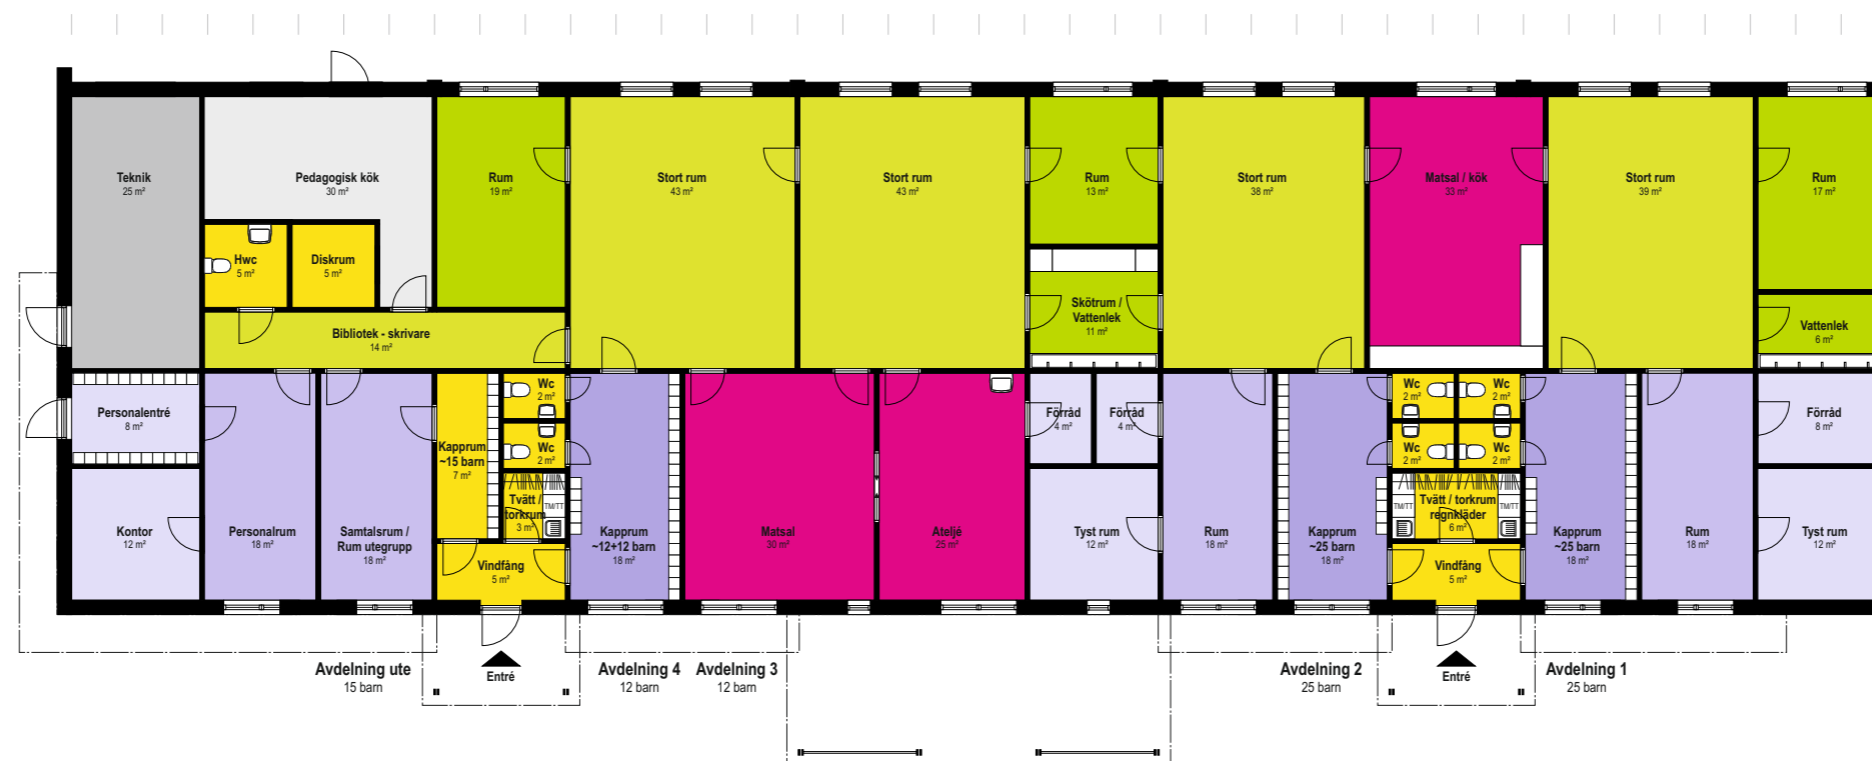 Teknik
25 m²
Pedagogisk kök
30 m²
Rum
19 m²
Stort rum
43 m²
Stort rum
43 m²
Rum
13 m²
Stort rum
38 m²
Matsal / kök
33 m²
Stort rum
39 m²
Rum
17 m²
Hwc
5 m²
Diskrum
5 m²
Bibliotek - skrivare
14 m²
Skötrum /
Vattenlek
11 m²
Vattenlek
6 m²
Personalentré
8 m²
Kontor
12 m²
Personalrum
18 m²
Samtalsrum /
Rum utegrupp
18 m²
Kapprum
~15 barn
7 m²
Wc
2 m²
Wc
2 m²
Tvätt /
torkrum
3 m²
TM/TT
Vindfång
5 m²
Kapprum
~12+12 barn
18 m²
Matsal
30 m²
Ateljé
25 m²
Förråd
4 m²
Förråd
4 m²
Tyst rum
12 m²
Rum
18 m²
Kapprum
~25 barn
18 m²
Wc
2 m²
Wc
2 m²
Wc
2 m²
Wc
2 m²
TM/TT
Tvätt / torkrum
regnkläder
6 m²
TM/TT
Vindfång
5 m²
Kapprum
~25 barn
18 m²
Rum
18 m²
Förråd
8 m²
Tyst rum
12 m²
Avdelning ute
15 barn
Entré
Avdelning 4
12 barn
Avdelning 3
12 barn
Avdelning 2
25 barn
Entré
Avdelning 1
25 barn